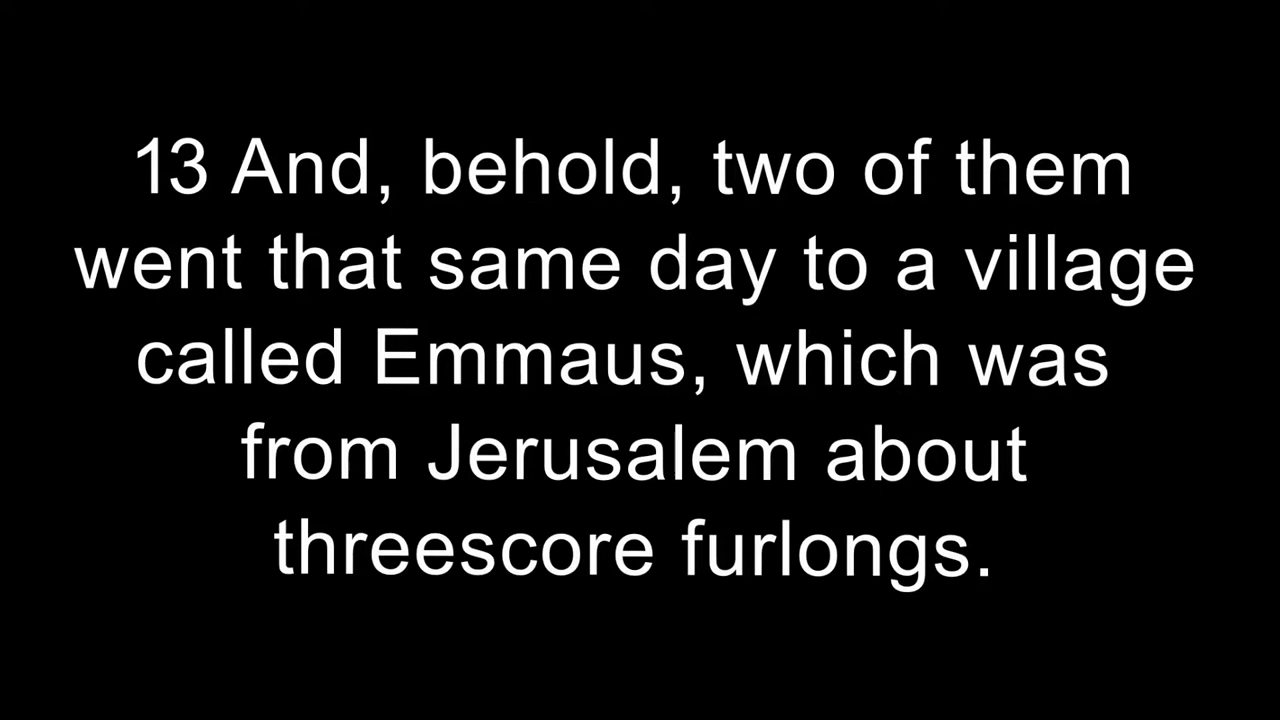 13 And, behold, two of them
went that same day to a village
called Emmaus, which was
from Jerusalem about
threescore furlongs.